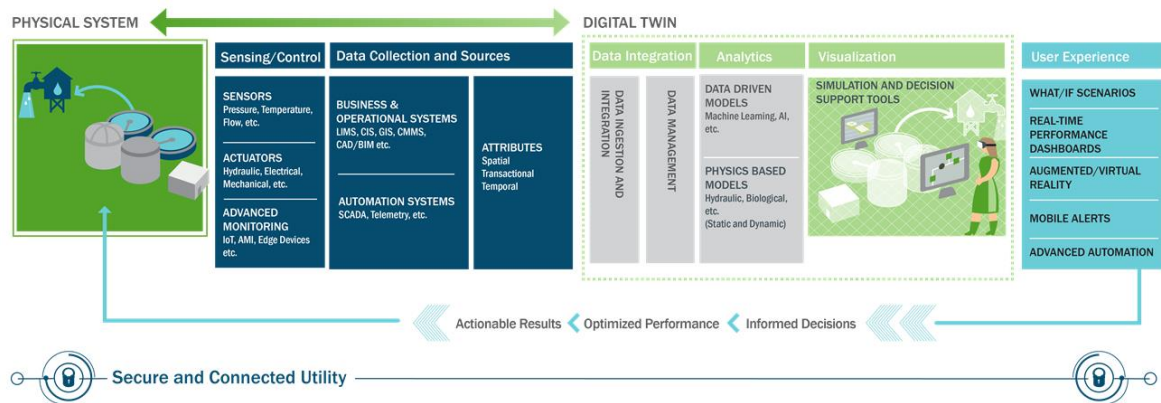 PHYSICAL SYSTEM
DIGITAL TWIN
Sensing/Control
SENSORS
Pressure, Temperature,
Flow, etc.
ACTUATORS
Hydraulic, Electrical,
Mechanical, etc.
ADVANCED
MONITORING
IoT, AMI, Edge Devices
etc.
Data Collection and Sources
BUSINESS &
OPERATIONAL SYSTEMS
LIMS, CIS, GIS, CMMS,
CAD/BIM etc.
AUTOMATION SYSTEMS
SCADA, Telemetry, etc.
ATTRIBUTES
Spatial
Transactional
Temporal
Data Integration
DATA INGESTION AND
INTEGRATION
DATA MANAGEMENT
Analytics
DATA DRIVEN
MODELS
Machine Learning, AI,
etc.
PHYSICS BASED
MODELS
Hydraulic, Biological,
etc.
(Static and Dynamic)
Visualization
SIMULATION AND DECISION
SUPPORT TOOLS
User Experience
WHAT/IF SCENARIOS
REAL-TIME
PERFORMANCE
DASHBOARDS
AUGMENTED/VIRTUAL
REALITY
MOBILE ALERTS
ADVANCED AUTOMATION
Actionable Results
Optimized Performance
Informed Decisions
Secure and Connected Utility